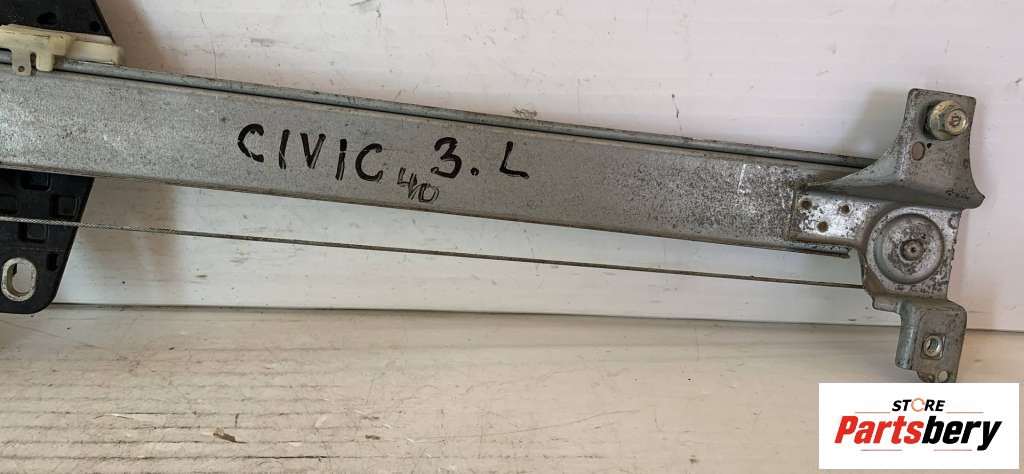 CIVIC. 3. L
40
STORE
Partsbery